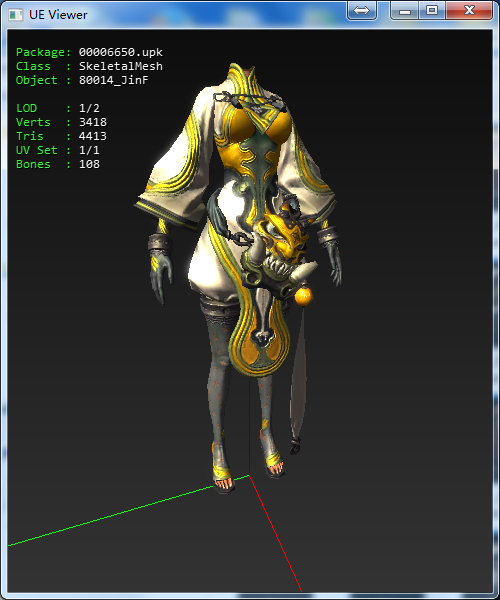 UE Viewer
Package: 00006650.upk
Class : SkeletalMesh
Object : 80014_JinF
LOD : 1/2
Verts : 3418
Tris : 4413
UV Set : 1/1
Bones : 108